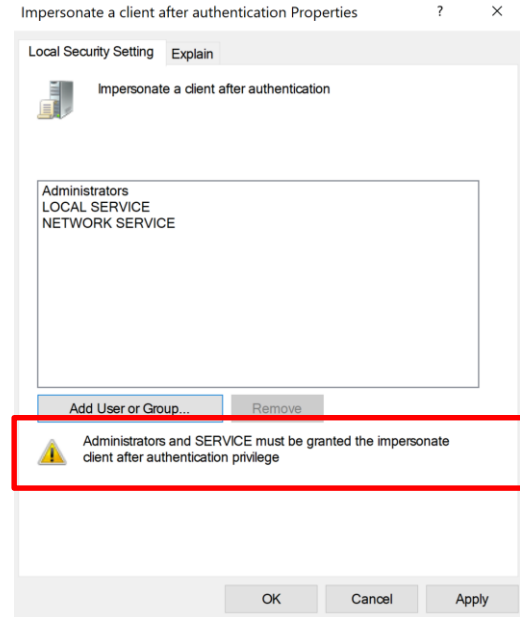 Impersonate a client after authentication Properties ? ×
Local Security Setting Explain
Impersonate a client after authentication
Administrators
LOCAL SERVICE
NETWORK SERVICE
Add User or Group... Remove
Administrators and SERVICE must be granted the impersonate
client after authentication privilege
OK Cancel Apply